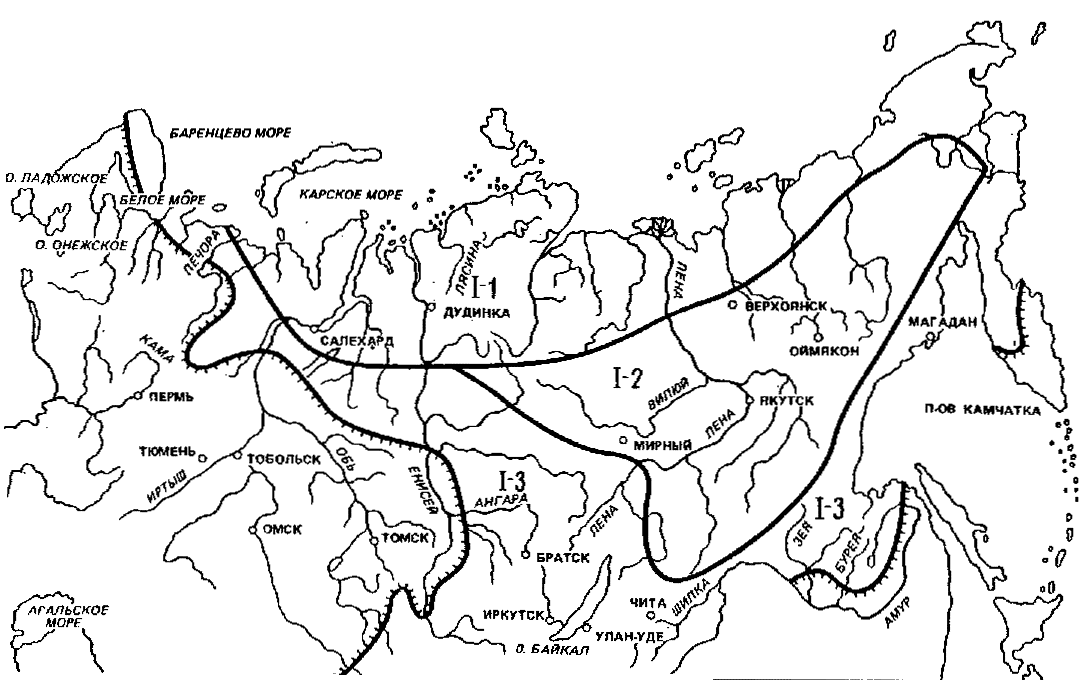 БАРЕНЦЕВО МОРЕ
О. ЛАДОЖСКОЕ
БЕЛОЕ МОРЕ
КАРСКОЕ МОРЕ
О. ОНЕЖСКОЕ
ПЕЧОРА
ПЯСИНА
I-1
ДУДИНКА
ЛЕНА
ВЕРХОЯНСК
МАГАДАН
САЛЕХАРД
ОЙМЯКОН
КАМА
I-2
ВИЛЮЙ
ЯКУТСК
ПЕРМЬ
П-ОВ КАМЧАТКА
МИРНЫЙ
ЛЕНА
ТЮМЕНЬ
ТОБОЛЬСК
ОБЬ
ЕНИСЕЙ
ИРТЫШ
I-3
АНГАРА
ЛЕНА
I-3
ЗЕЯ
ОМСК
ТОМСК
БРАТСК
БУРЕЯ
АРАЛЬСКОЕ
МОРЕ
ИРКУТСК
ЧИТА
ШИЛКА
АМУР
УЛАН-УДЕ
О. БАЙКАЛ